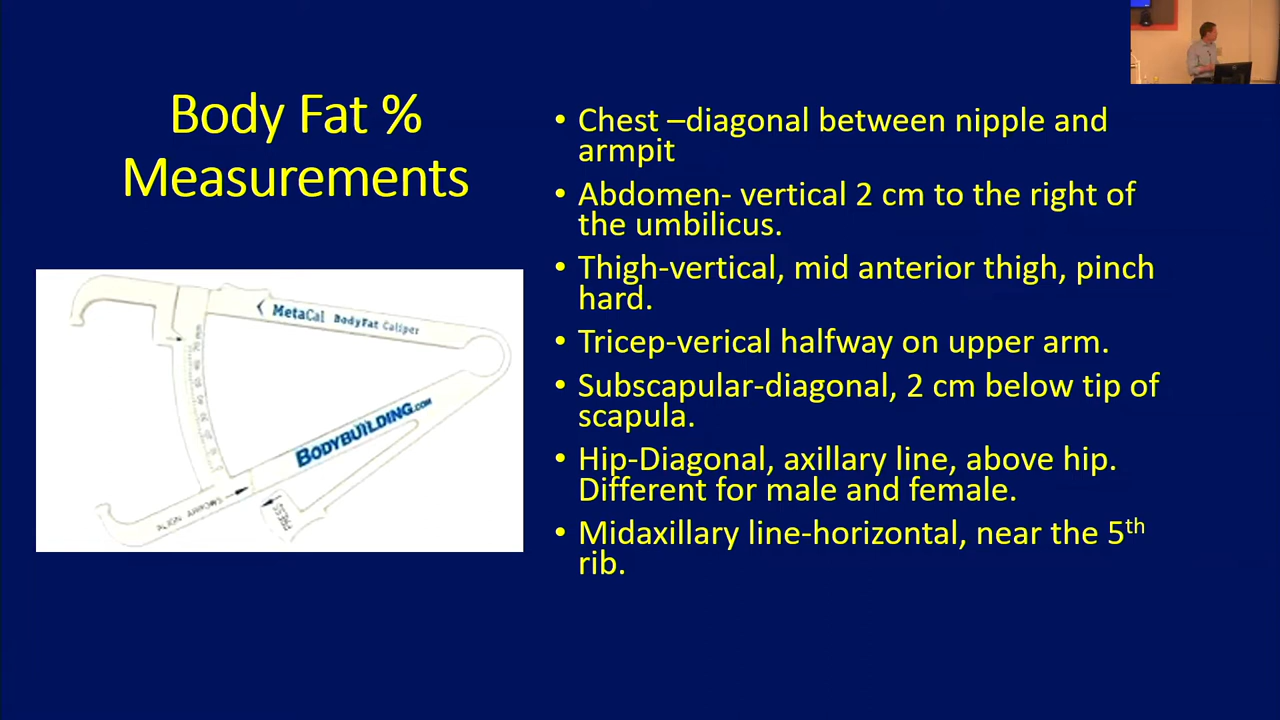 Body Fat %
Measurements
• Chest –diagonal between nipple and
armpit
• Abdomen- vertical 2 cm to the right of
the umbilicus.
• Thigh-vertical, mid anterior thigh, pinch
hard.
• Tricep-verical halfway on upper arm.
• Subscapular-diagonal, 2 cm below tip of
scapula.
• Hip-Diagonal, axillary line, above hip.
Different for male and female.
• Midaxillary line-horizontal, near the 5th
rib.
MetaCal BodyFat Caliper
BODYBUILDING.COM
PRESS